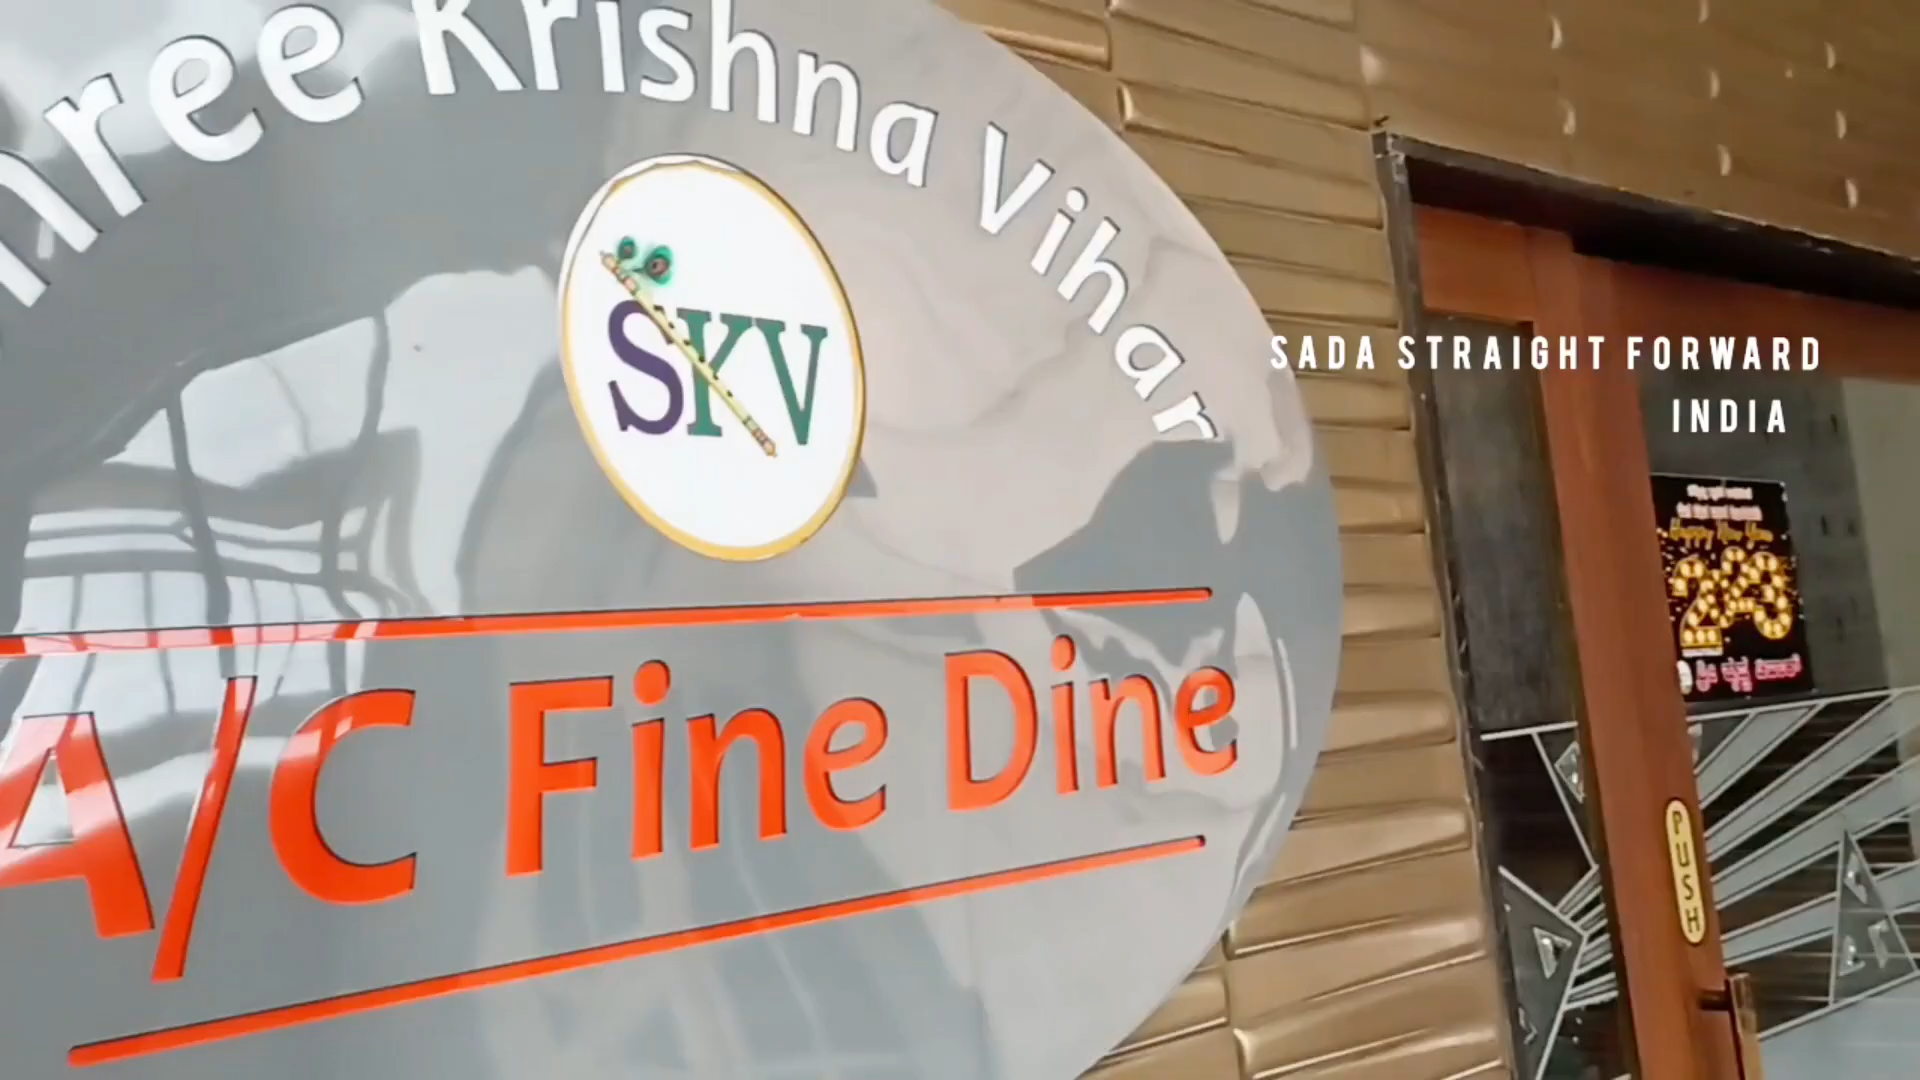 hree Krishna Vihar
SKV
A/C Fine Dine
SADA STRAIGHT FORWARD
INDIA
Happy New Year
PUSH